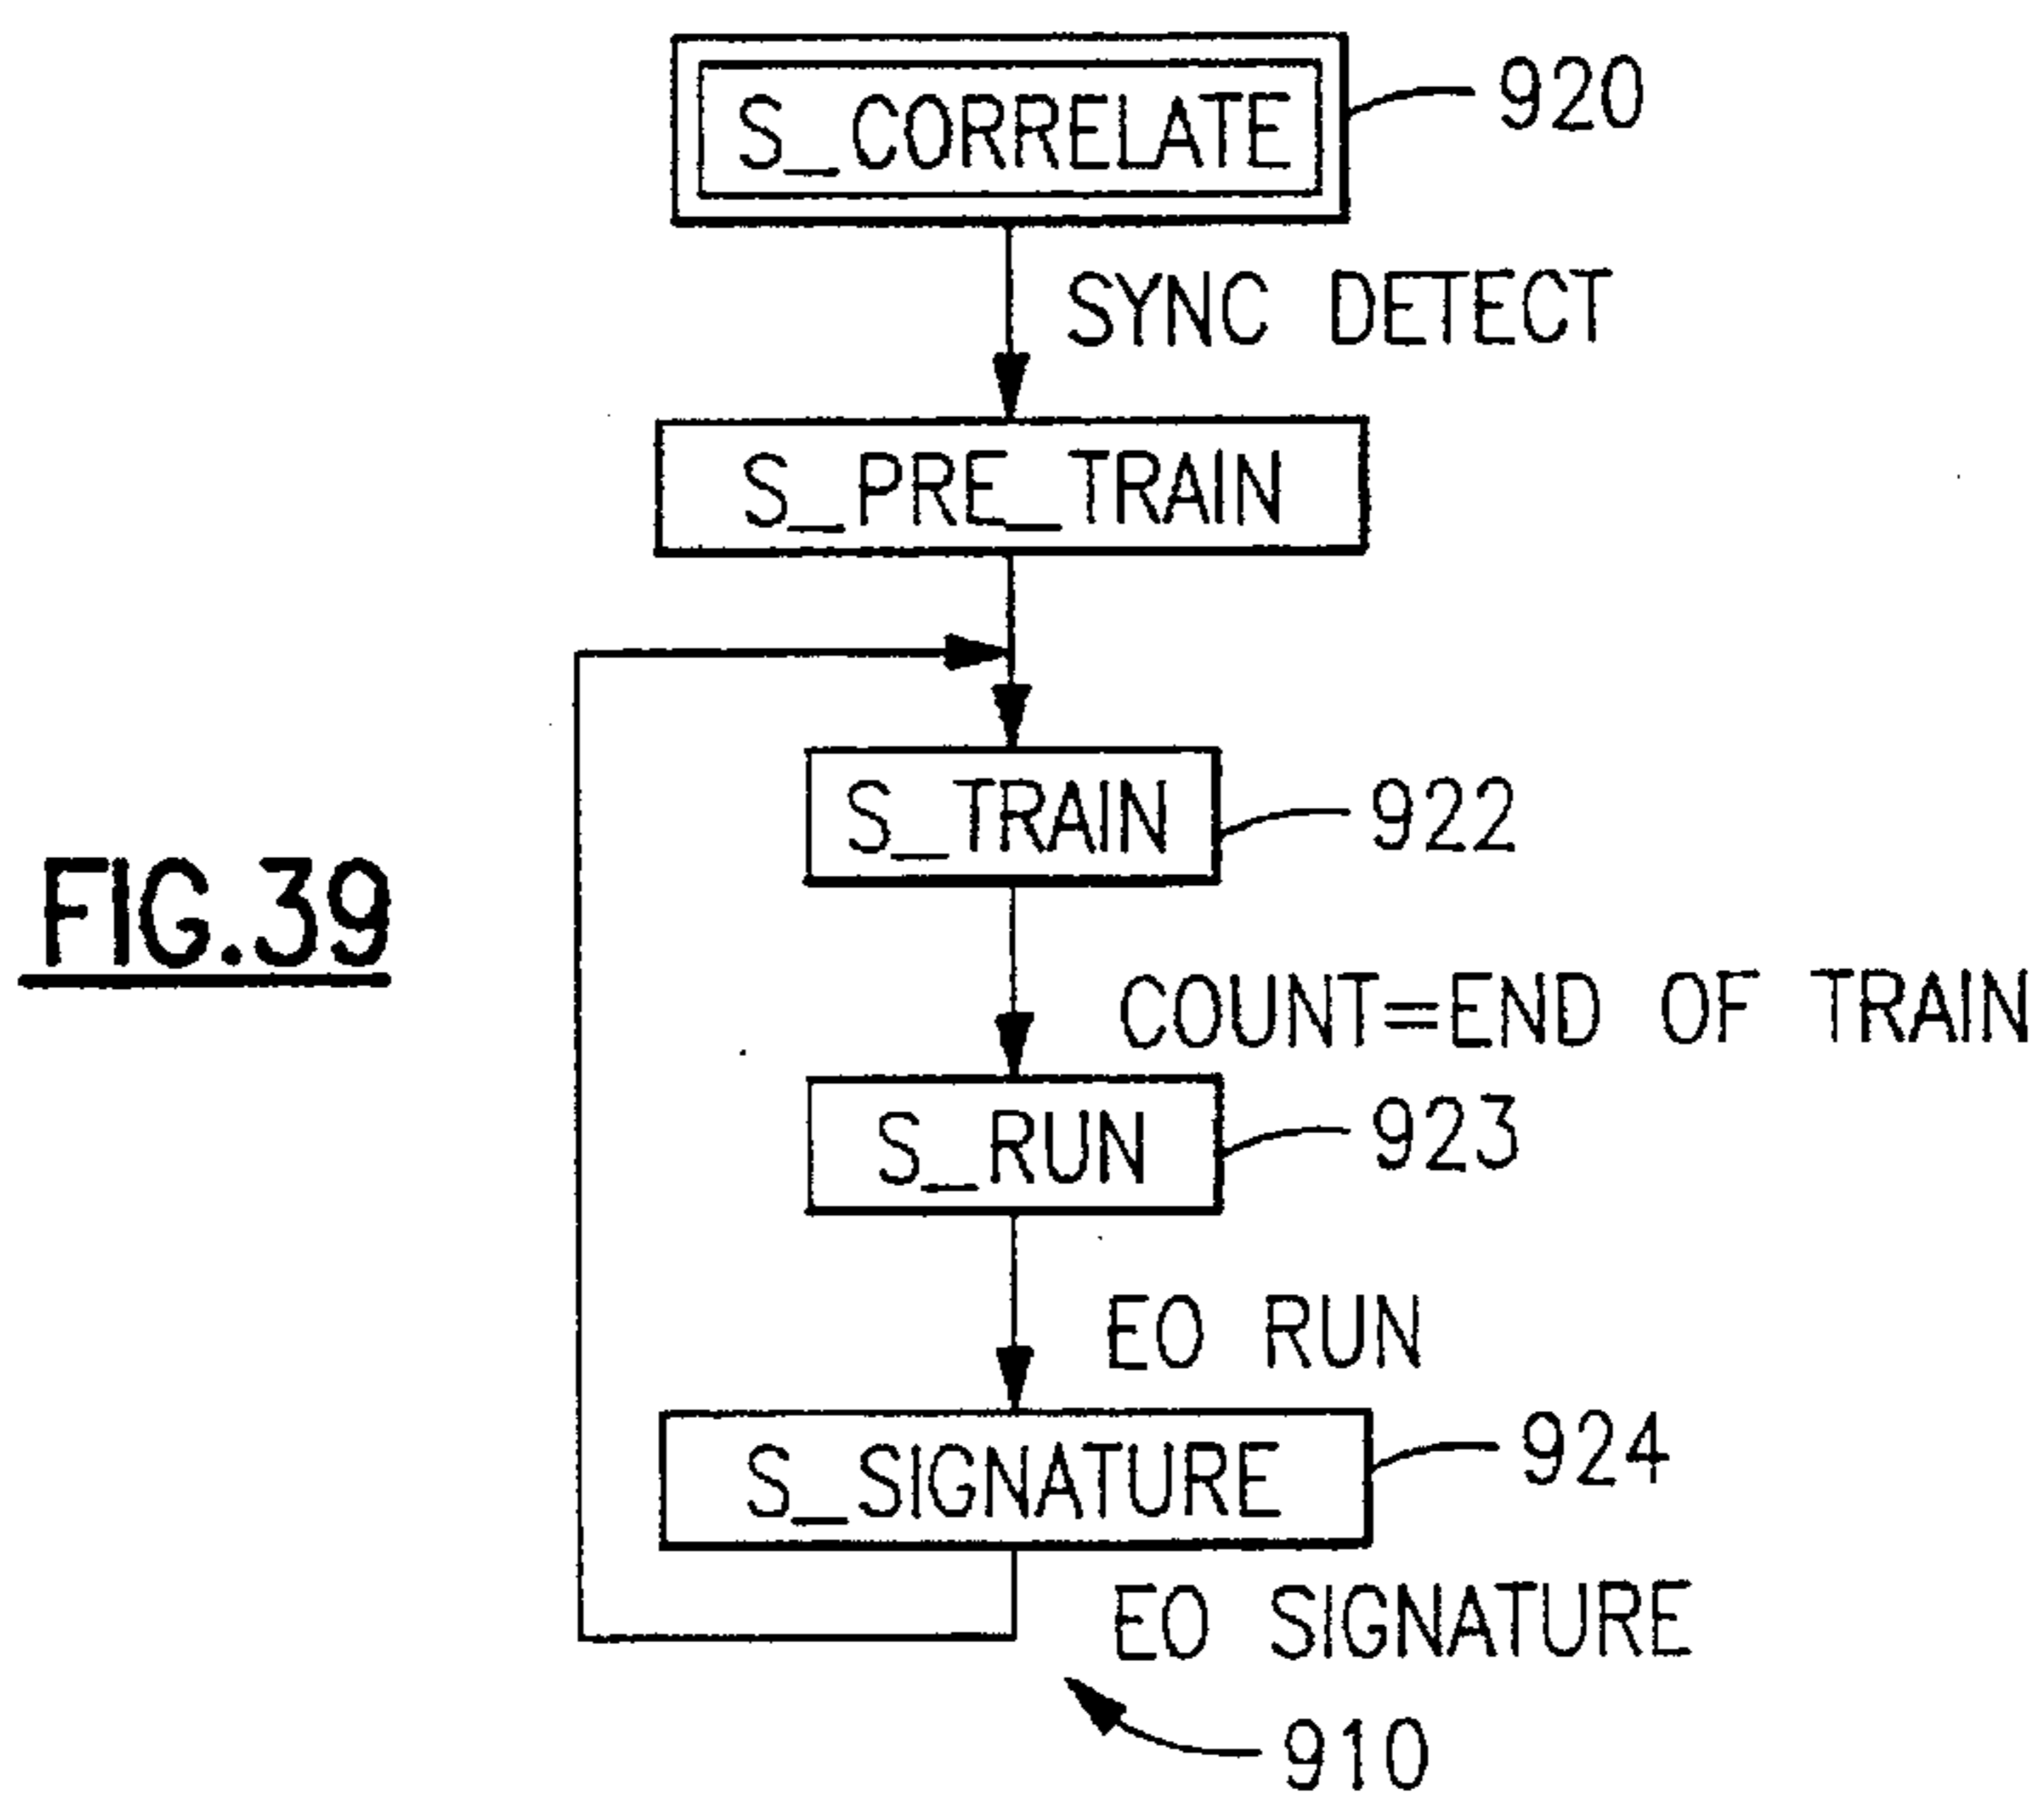 S_CORRELATE
920
SYNC DETECT
S_PRE_TRAIN
S_TRAIN
922
FIG.39
COUNT=END OF TRAIN
S_RUN
923
EO RUN
S_SIGNATURE
924
EO SIGNATURE
910